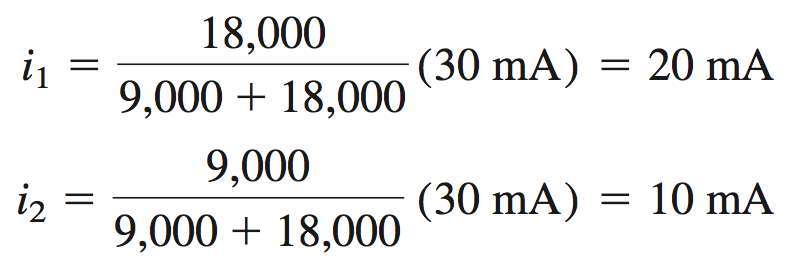 i₁ = 18,000 / 9,000 + 18,000 (30 mA) = 20 mA
i₂ = 9,000 / 9,000 + 18,000 (30 mA) = 10 mA